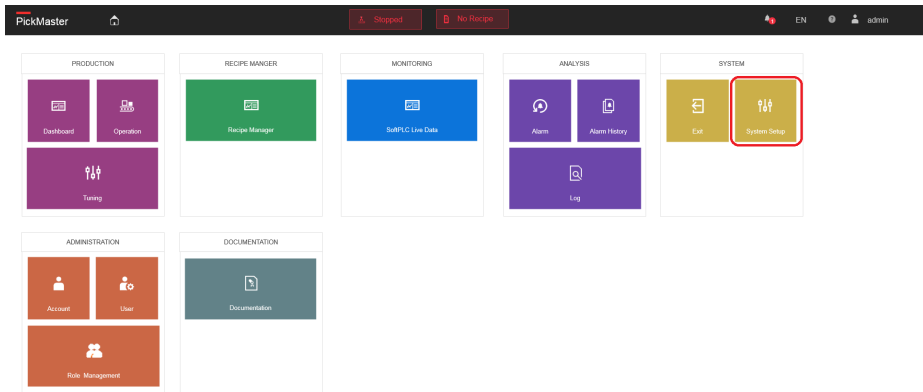 PickMaster
Stopped
No Recipe
1
EN
admin
PRODUCTION
RECIPE MANGER
MONITORING
ANALYSIS
SYSTEM
Dashboard
Operation
Recipe Manager
SoftPLC Live Data
Alarm
Alarm History
Exit
System Setup
Tuning
Log
ADMINISTRATION
DOCUMENTATION
Account
User
Documentation
Role Management